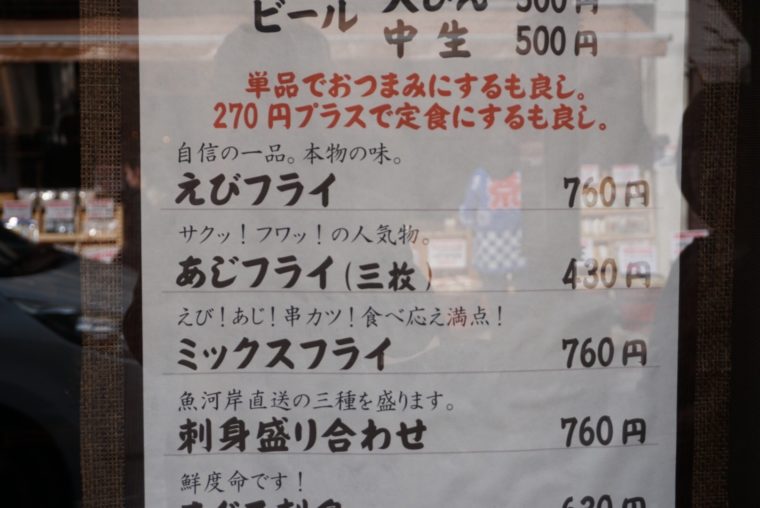 ビール
中生 500円
単品でおつまみにするも良し。
270円プラスで定食にするも良し。
自信の一品。本物の味。
えびフライ 760円
サクッ！フワッ！の人気物。
あじフライ(三枚) 430円
えび！あじ！串カツ！食べ応え満点！
ミックスフライ 760円
魚河岸直送の三種を盛ります。
刺身盛り合わせ 760円
鮮度命です！